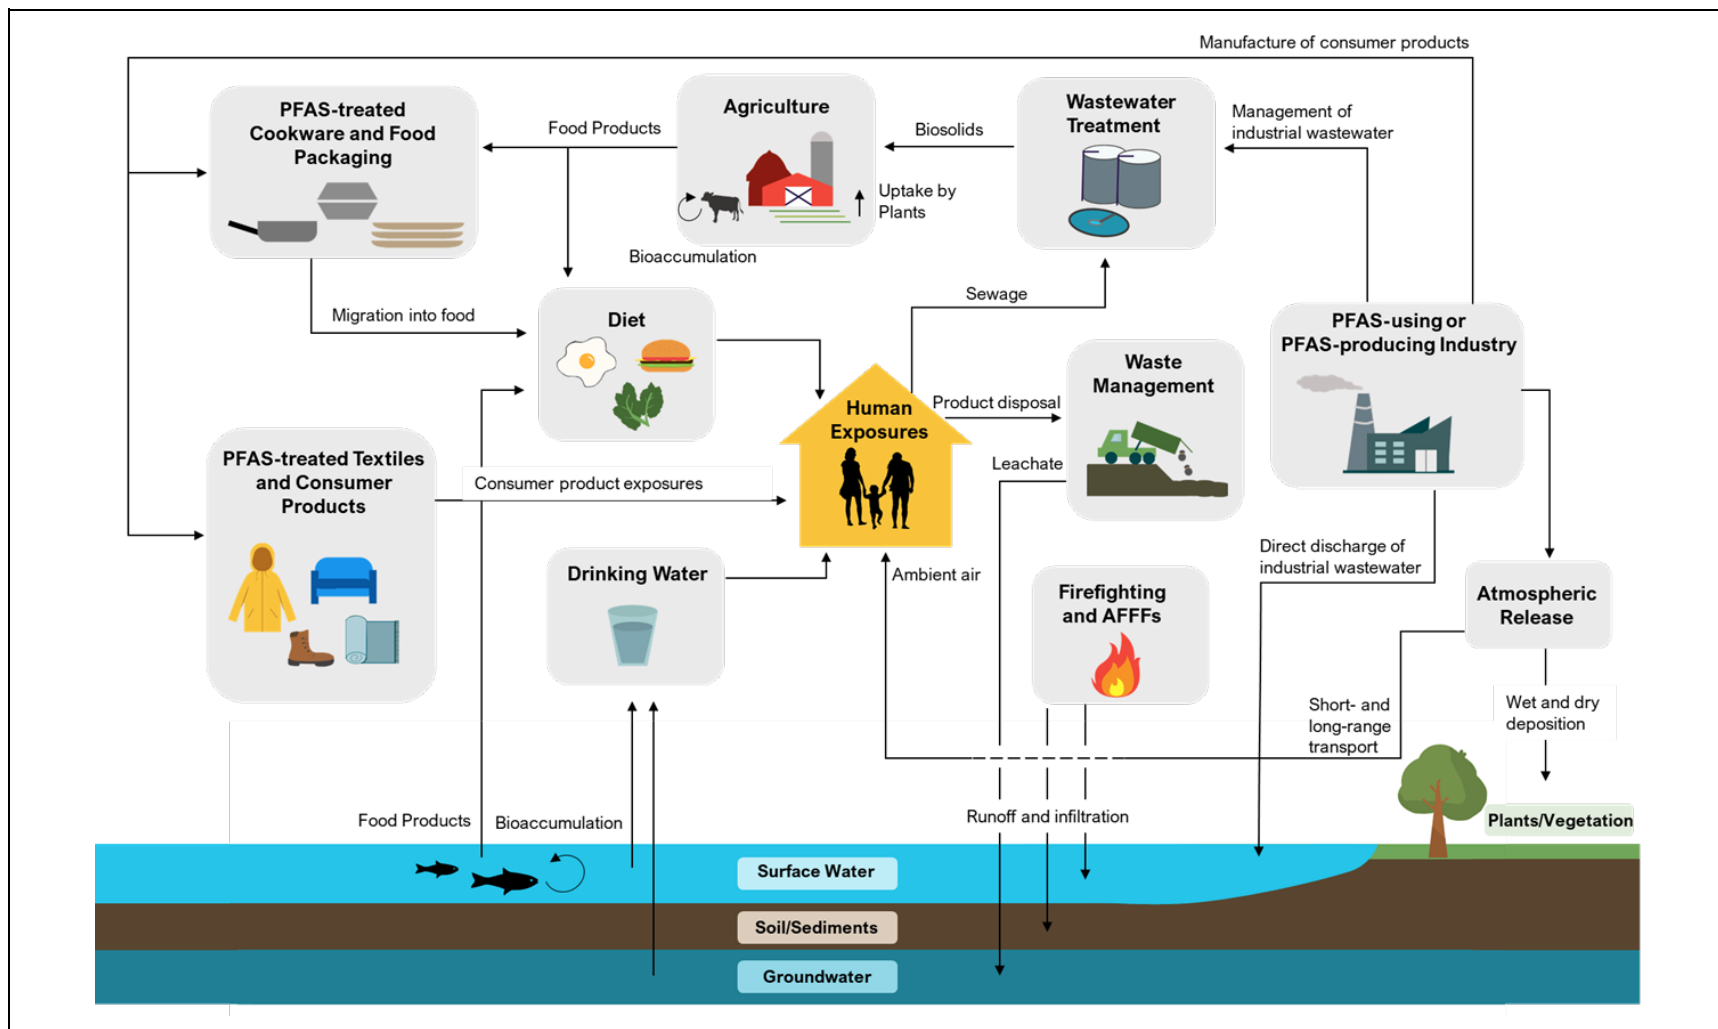 Manufacture of consumer products
PFAS-treated
Cookware and Food
Packaging
Food Products
Agriculture
Uptake by
Plants
Bioaccumulation
Biosolids
Wastewater
Treatment
Management of
industrial wastewater
Migration into food
Diet
Sewage
PFAS-using or
PFAS-producing Industry
Waste
Management
Human
Exposures
Product disposal
Leachate
PFAS-treated Textiles
and Consumer
Products
Consumer product exposures
Drinking Water
Ambient air
Firefighting
and AFFFs
Direct discharge of
industrial wastewater
Atmospheric
Release
Short- and
long-range
transport
Wet and dry
deposition
Food Products
Bioaccumulation
Runoff and infiltration
Plants/Vegetation
Surface Water
Soil/Sediments
Groundwater